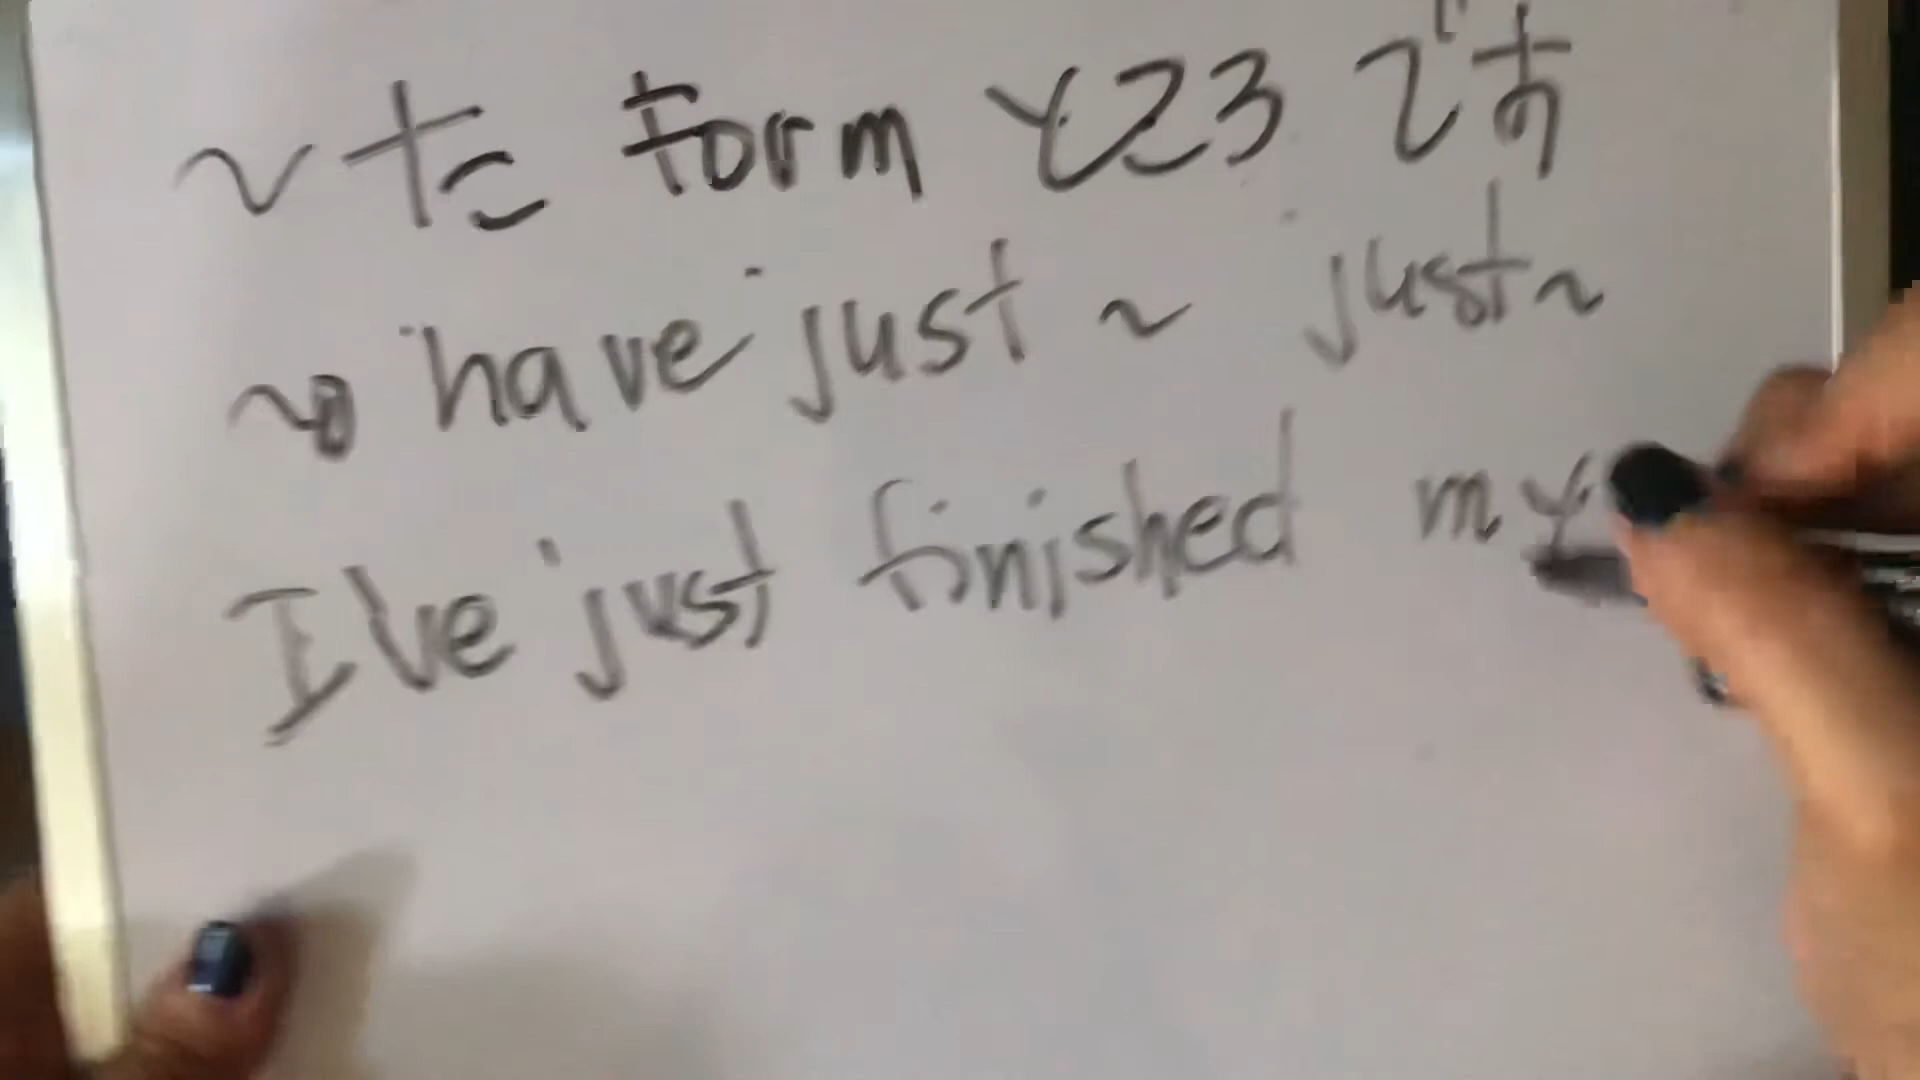 ~た form ところです
~ have just ~ just~
I've just finished my